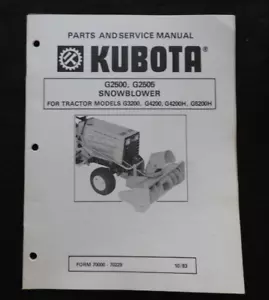 PARTS AND SERVICE MANUAL
KUBOTA
G2500, G2505
SNOWBLOWER
FOR TRACTOR MODELS G3200, G4200, G4200H, G5200H
FORM 70000 - 70229
10/83